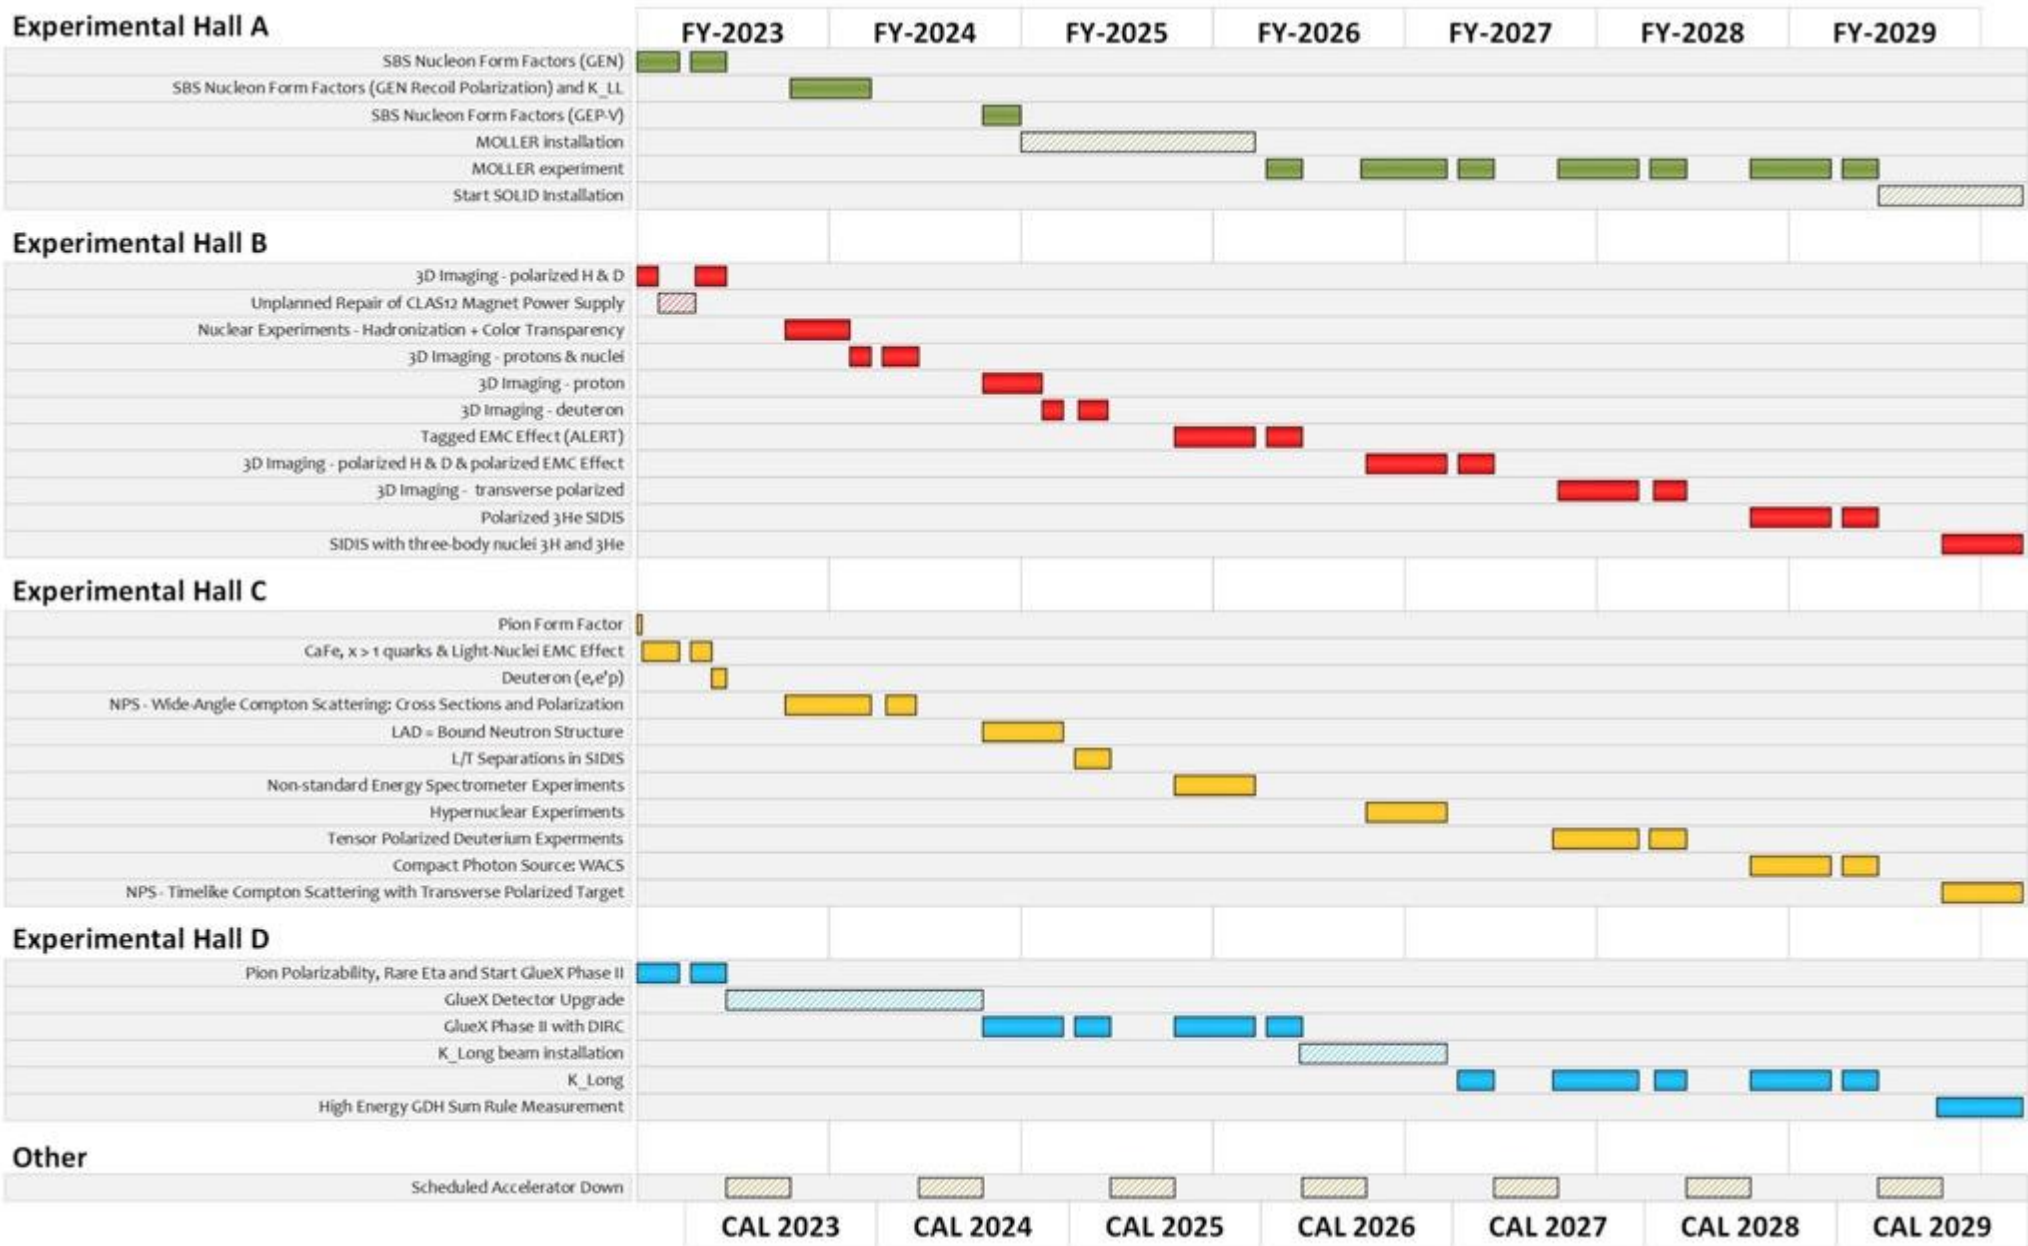 Experimental Hall A
FY-2023 FY-2024 FY-2025 FY-2026 FY-2027 FY-2028 FY-2029
SBS Nucleon Form Factors (GEN)
SBS Nucleon Form Factors (GEN Recoil Polarization) and K_LL
SBS Nucleon Form Factors (GEP-V)
MOLLER installation
MOLLER experiment
Start SOLID Installation
Experimental Hall B
3D Imaging - polarized H & D
Unplanned Repair of CLAS12 Magnet Power Supply
Nuclear Experiments - Hadronization + Color Transparency
3D Imaging - protons & nuclei
3D Imaging - proton
3D Imaging - deuteron
Tagged EMC Effect (ALERT)
3D Imaging - polarized H & D & polarized EMC Effect
3D Imaging - transverse polarized
Polarized 3He SIDIS
SIDIS with three-body nuclei 3H and 3He
Experimental Hall C
Pion Form Factor
CaFe, x > 1 quarks & Light-Nuclei EMC Effect
Deuteron (e,e'p)
NPS - Wide-Angle Compton Scattering: Cross Sections and Polarization
LAD = Bound Neutron Structure
L/T Separations in SIDIS
Non-standard Energy Spectrometer Experiments
Hypernuclear Experiments
Tensor Polarized Deuterium Experments
Compact Photon Source: WACS
NPS - Timelike Compton Scattering with Transverse Polarized Target
Experimental Hall D
Pion Polarizability, Rare Eta and Start GlueX Phase II
GlueX Detector Upgrade
GlueX Phase II with DIRC
K_Long beam installation
K_Long
High Energy GDH Sum Rule Measurement
Other
Scheduled Accelerator Down
CAL 2023 CAL 2024 CAL 2025 CAL 2026 CAL 2027 CAL 2028 CAL 2029